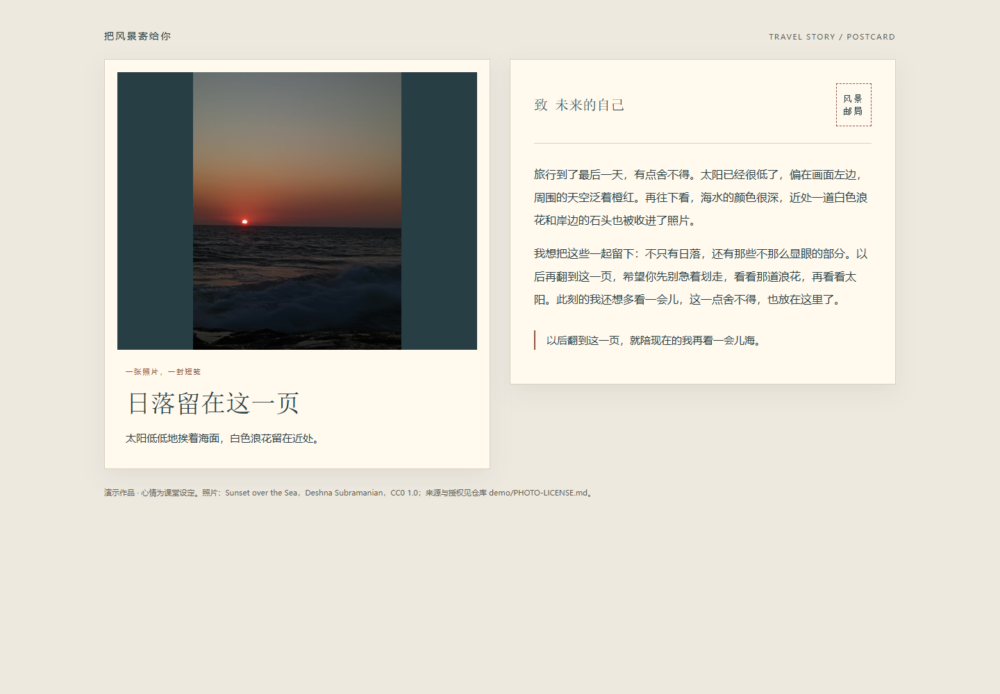 把风景寄给你
TRAVEL STORY / POSTCARD
一张照片，一封短笺
日落留在这一页
太阳低低地挨着海面，白色浪花留在近处。
致 未来的自己
风景
邮局
旅行到了最后一天，有点舍不得。太阳已经很低了，偏在画面左边，
周围的天空泛着橙红。再往下看，海水的颜色很深，近处一道白色浪
花和岸边的石头也被收进了照片。
我想把这些一起留下：不只有日落，还有那些不那么显眼的部分。以
后再翻到这一页，希望你先别急着划走，看看那道浪花，再看看太
阳。此刻的我还想多看一会儿，这一点舍不得，也放在这里了。
以后翻到这一页，就陪现在的我再看一会儿海。
演示作品 · 心情为课堂设定。照片：Sunset over the Sea，Deshna Subramanian，CC0 1.0；来源与授权见仓库 demo/PHOTO-LICENSE.md。